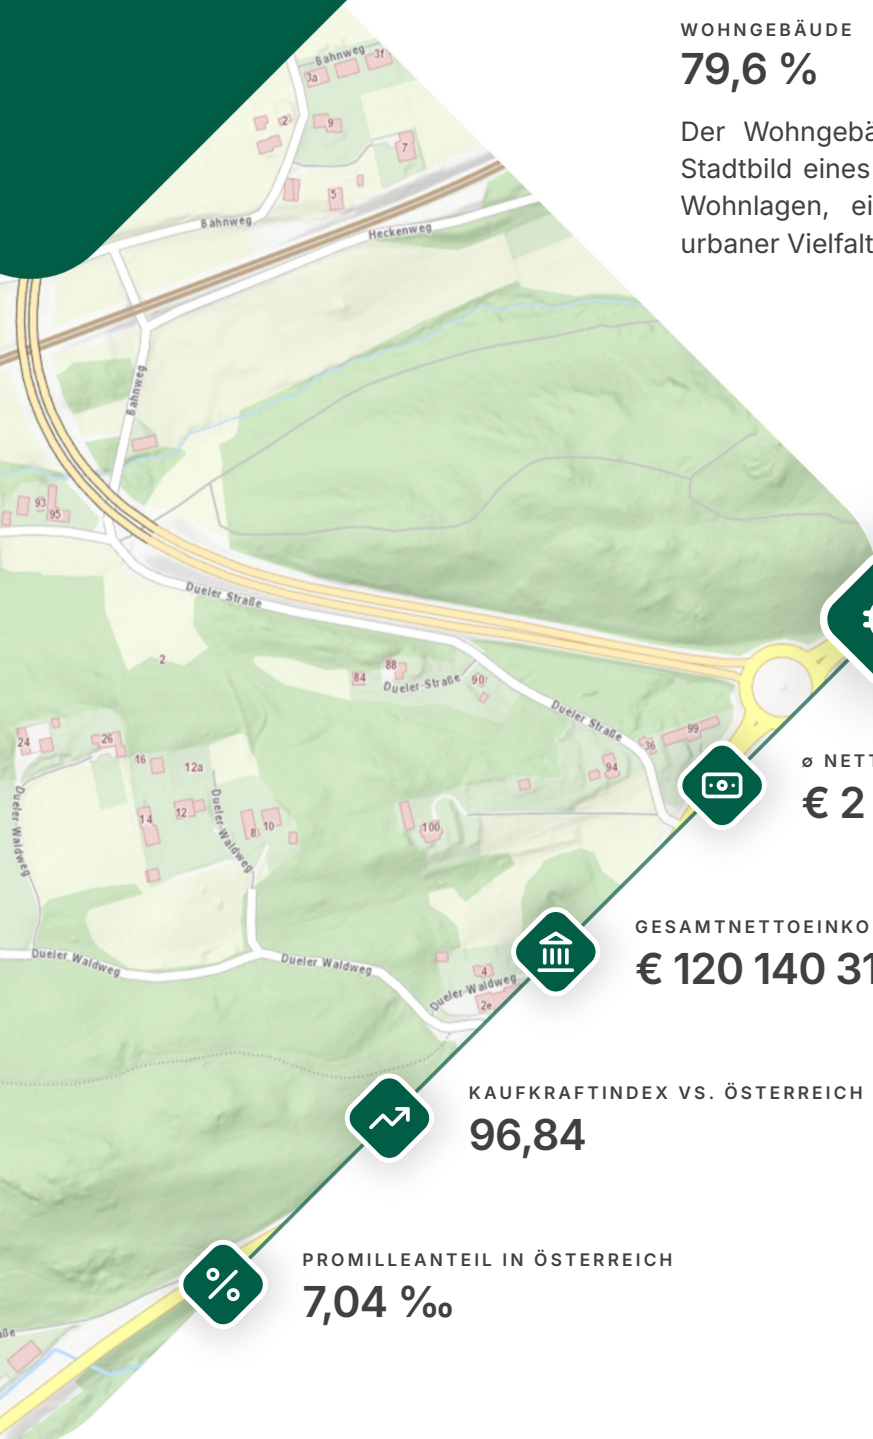 WOHNGEBÄUDE
79,6 %
Der Wohngebä
Stadtbild eines
Wohnlagen, ei
urbaner Vielfalt
Bahnweg
3f
3a
2
9
7
5
Bahnweg
Heckenweg
Bahnweg
93
95
Dueler Straße
2
88
84
Dueler Straße
90
Dueler Straße
99
36
94
24
26
16
12a
12
14
8
10
100
Dueler Waldweg
Dueler Waldweg
ø NETT
€ 2
GESAMTNETTOEINKO
€ 120 140 31
Dueler Waldweg
Dueler Waldweg
4
Dueler Waldweg
2e
KAUFKRAFTINDEX VS. ÖSTERREICH
96,84
PROMILLEANTEIL IN ÖSTERREICH
7,04 ‰
aße